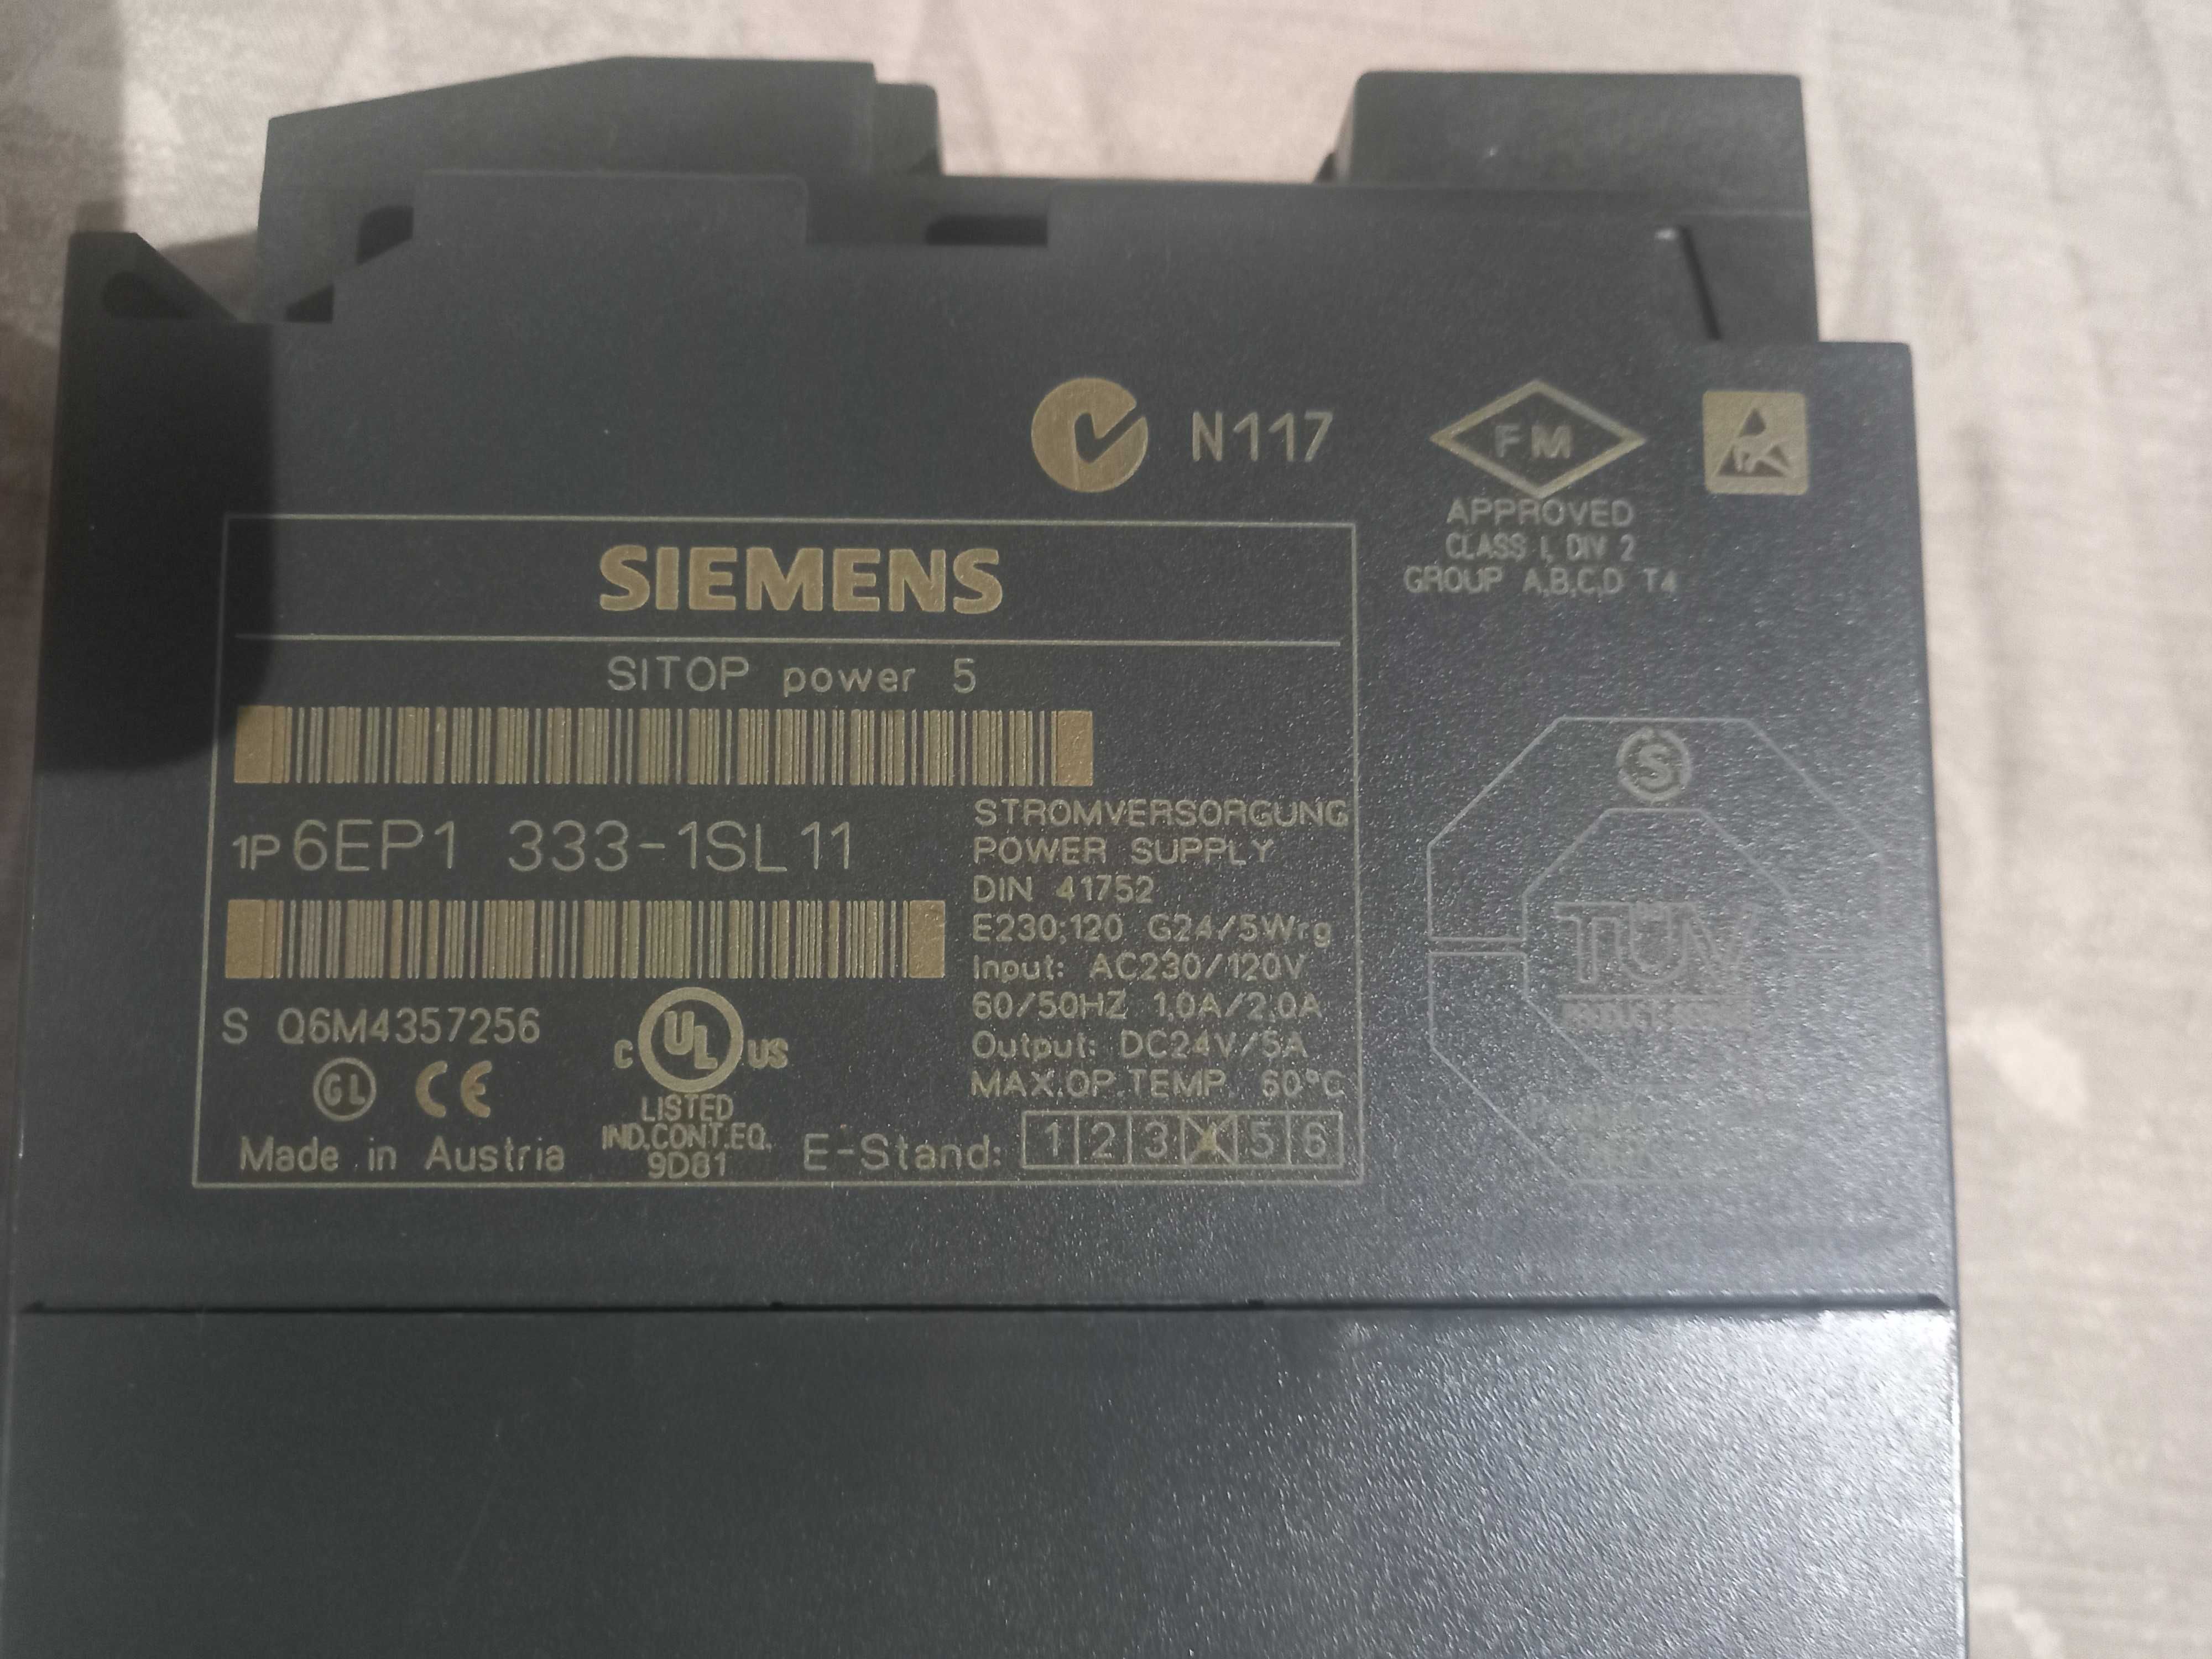 N117
FM
APPROVED
CLASS I, DIV 2
GROUP A,B,C,D T4
SIEMENS
SITOP power 5
1P 6EP1 333-1SL11
STROMVERSORGUNG
POWER SUPPLY
DIN 41752
E230;120 G24/5Wrg
Input: AC230/120V
60/50HZ 1,0A/2,0A
Output: DC24V/5A
MAX.OP.TEMP. 60°C
S Q6M4357256
GL CE
C UL US
LISTED
IND.CONT.EQ.
9D81
Made in Austria
E-Stand: 1 2 3 4 5 6
S
TÜV
PRODUCT